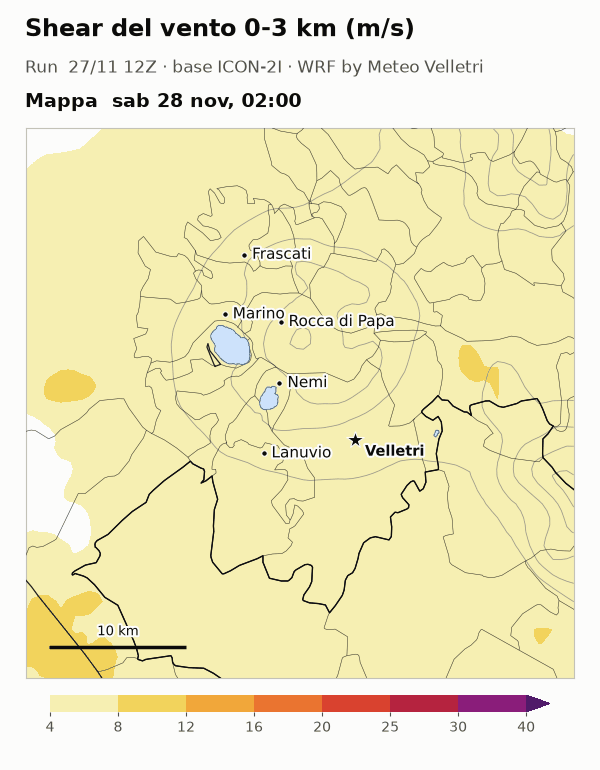 Shear del vento 0-3 km (m/s)
Run  27/11 12Z · base ICON-2I · WRF by Meteo Velletri
Mappa  sab 28 nov, 02:00
Frascati
Marino
Rocca di Papa
Nemi
Velletri
Lanuvio
10 km
4 8 12 16 20 25 30 40